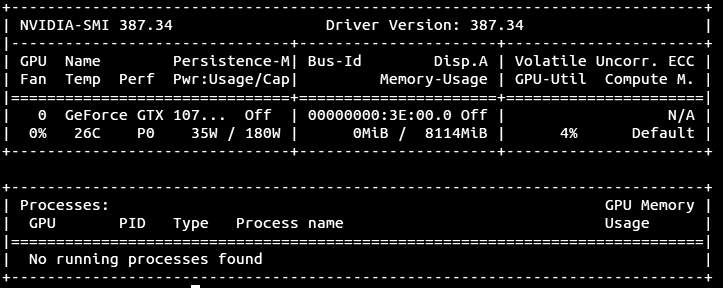 +-----------------------------------------------------------------------------+
| NVIDIA-SMI 387.34                 Driver Version: 387.34                    |
|-------------------------------+----------------------+----------------------+
| GPU  Name        Persistence-M| Bus-Id        Disp.A | Volatile Uncorr. ECC |
| Fan  Temp  Perf  Pwr:Usage/Cap|         Memory-Usage | GPU-Util  Compute M. |
|===============================+======================+======================|
|   0  GeForce GTX 107...  Off  | 00000000:3E:00.0 Off |                  N/A |
|  0%   26C    P0    35W / 180W |      0MiB /  8114MiB |      4%      Default |
+-------------------------------+----------------------+----------------------+
+-----------------------------------------------------------------------------+
| Processes:                                                       GPU Memory |
|  GPU       PID   Type   Process name                             Usage      |
|=============================================================================|
|  No running processes found                                                 |
+-----------------------------------------------------------------------------+